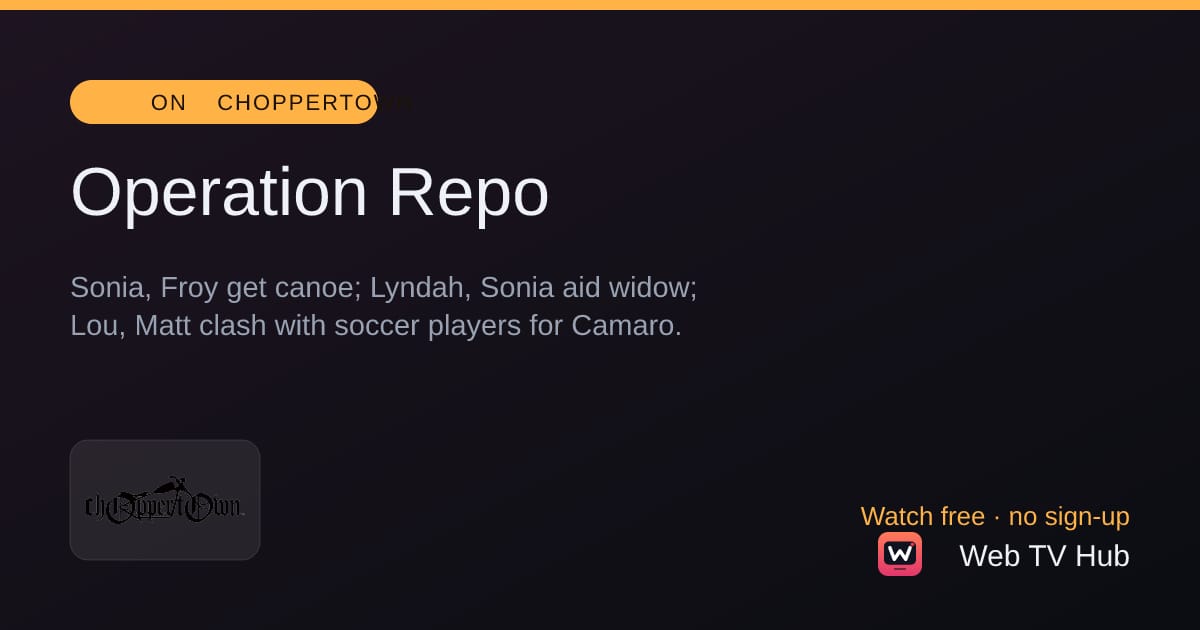 ON CHOPPERTOWN
Operation Repo
Sonia, Froy get canoe; Lyndah, Sonia aid widow;
Lou, Matt clash with soccer players for Camaro.
choppertown
Watch free · no sign-up
W
Web TV Hub